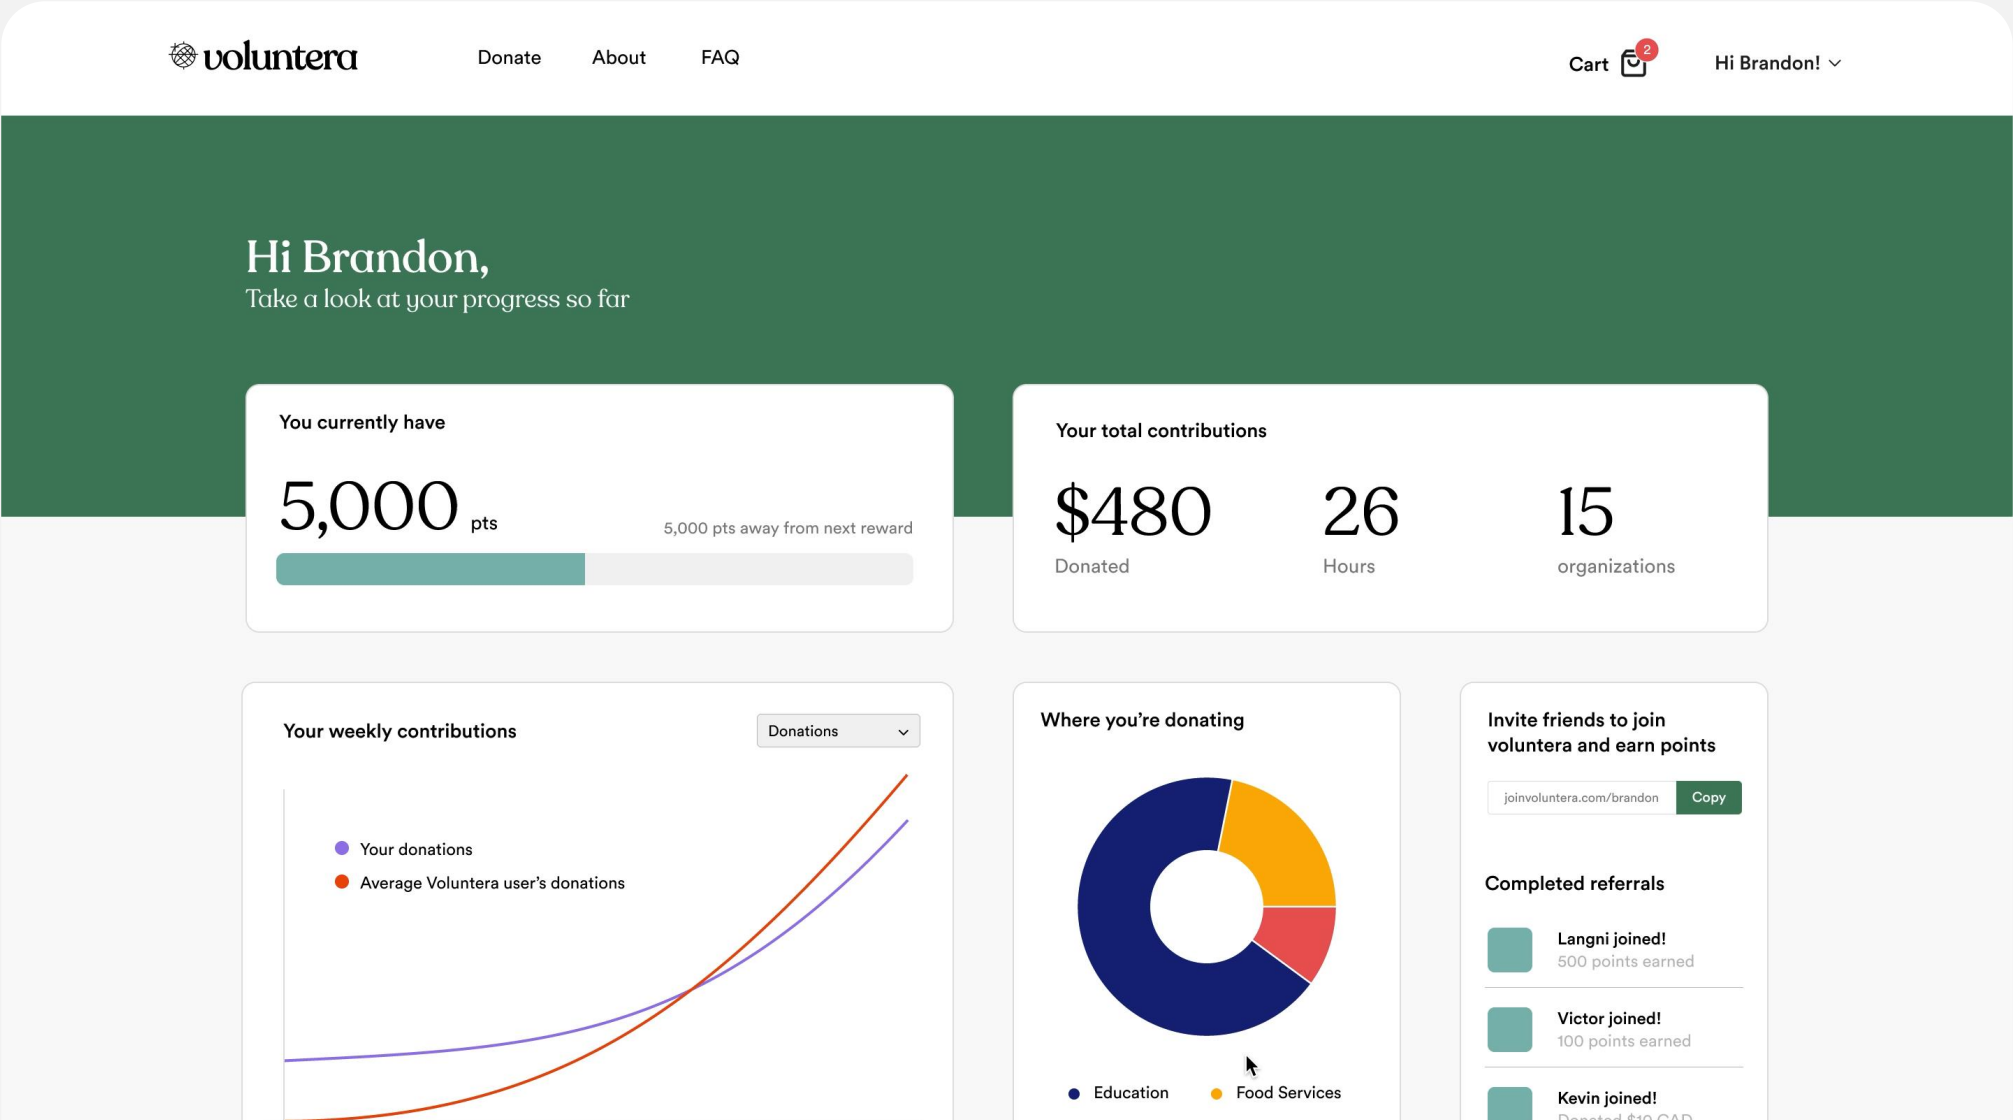 voluntera
Donate
About
FAQ
Cart
2
Hi Brandon!
Hi Brandon,
Take a look at your progress so far
You currently have
5,000 pts
5,000 pts away from next reward
Your total contributions
$480
Donated
26
Hours
15
organizations
Your weekly contributions
Donations
Your donations
Average Voluntera user’s donations
Where you’re donating
Education
Food Services
Invite friends to join
voluntera and earn points
joinvoluntera.com/brandon
Copy
Completed referrals
Langni joined!
500 points earned
Victor joined!
100 points earned
Kevin joined!
Donated $10 CAD